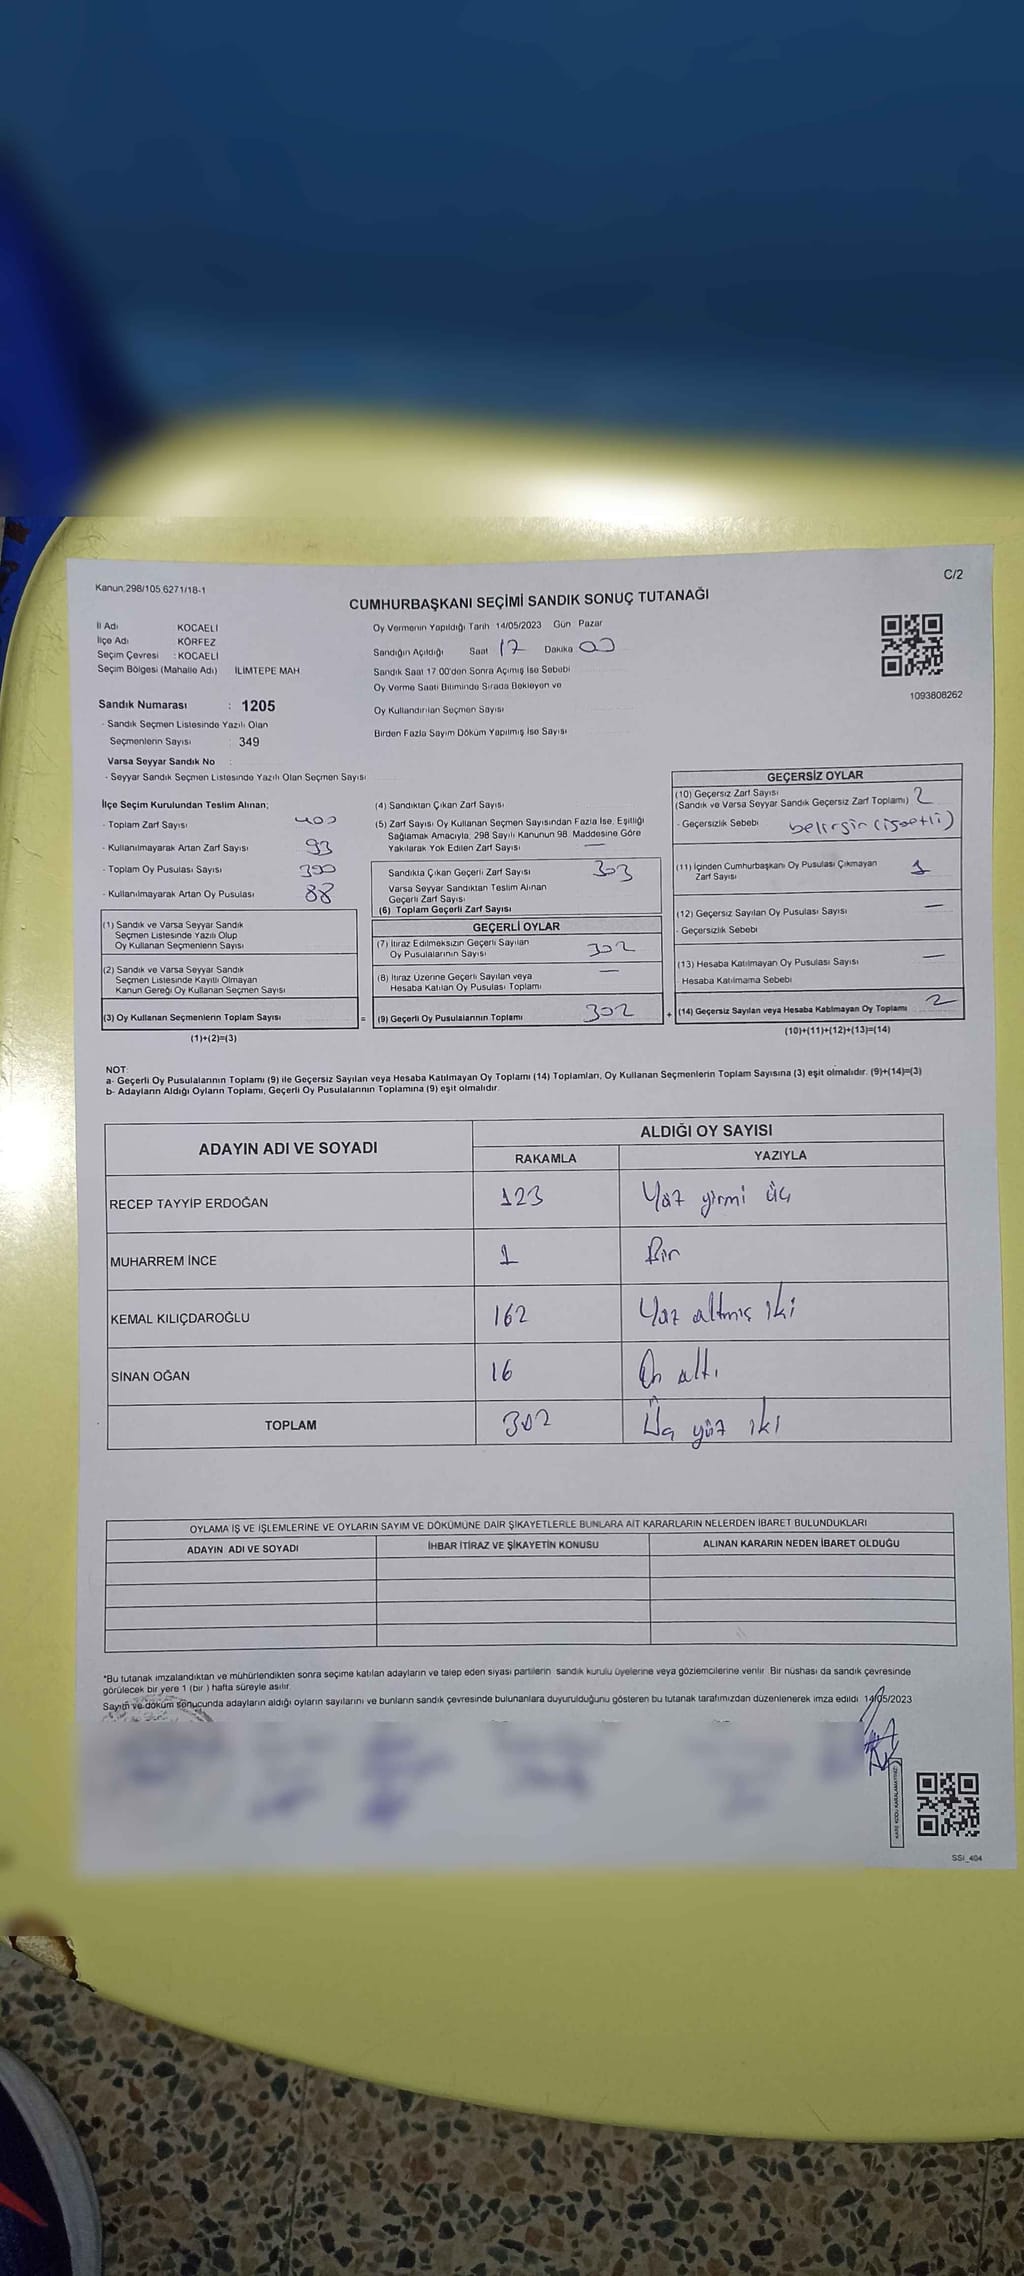 Kanun:298/105,6271/18-1
C/2
CUMHURBAŞKANI SEÇİMİ SANDIK SONUÇ TUTANAĞI
İl Adı KOCAELİ
İlçe Adı KÖRFEZ
Seçim Çevresi : KOCAELİ
Seçim Bölgesi (Mahalle Adı) İLİMTEPE MAH
Sandık Numarası : 1205
- Sandık Seçmen Listesinde Yazılı Olan
Seçmenlerin Sayısı : 349
Varsa Seyyar Sandık No
- Seyyar Sandık Seçmen Listesinde Yazılı Olan Seçmen Sayısı
Oy Vermenin Yapıldığı Tarih 14/05/2023 Gün Pazar
Sandığın Açıldığı Saat 17 Dakika 00
Sandık Saat 17 00'den Sonra Açımış İse Sebebi
Oy Verme Saati Bitiminde Sırada Bekleyen ve
Oy Kullandırılan Seçmen Sayısı
Birden Fazla Sayım Döküm Yapılmış İse Sayısı
1093808262
İlçe Seçim Kurulundan Teslim Alınan;
- Toplam Zarf Sayısı 400
- Kullanılmayarak Artan Zarf Sayısı 93
- Toplam Oy Pusulası Sayısı
- Kullanılmayarak Artan Oy Pusulası 88
(1) Sandık ve Varsa Seyyar Sandık
Seçmen Listesinde Yazılı Olup
Oy Kullanan Seçmenlerin Sayısı
(2) Sandık ve Varsa Seyyar Sandık
Seçmen Listesinde Kayıtlı Olmayan
Kanun Gereği Oy Kullanan Seçmen Sayısı
(3) Oy Kullanan Seçmenlerin Toplam Sayısı
(1)+(2)=(3)
(4) Sandıktan Çıkan Zarf Sayısı
(5) Zarf Sayısı Oy Kullanan Seçmen Sayısından Fazla İse, Eşitliği
Sağlamak Amacıyla, 298 Sayılı Kanunun 98. Maddesine Göre
Yakılarak Yok Edilen Zarf Sayısı —
Sandıkta Çıkan Geçerli Zarf Sayısı 303
Varsa Seyyar Sandıktan Teslim Alınan
Geçerli Zarf Sayısı
(6) Toplam Geçerli Zarf Sayısı
GEÇERLİ OYLAR
(7) İtiraz Edilmeksizin Geçerli Sayılan
Oy Pusulalarının Sayısı 302
(8) İtiraz Üzerine Geçerli Sayılan veya
Hesaba Katılan Oy Pusulası Toplamı —
= (9) Geçerli Oy Pusulalarının Toplamı 302 +
GEÇERSİZ OYLAR
(10) Geçersiz Zarf Sayısı
(Sandık ve Varsa Seyyar Sandık Geçersiz Zarf Toplamı) 2
- Geçersizlik Sebebi belirgin (işaetli)
(11) İçinden Cumhurbaşkanı Oy Pusulası Çıkmayan
Zarf Sayısı 1
(12) Geçersiz Sayılan Oy Pusulası Sayısı —
- Geçersizlik Sebebi
(13) Hesaba Katılmayan Oy Pusulası Sayısı —
Hesaba Katılmama Sebebi
(14) Geçersiz Sayılan veya Hesaba Katılmayan Oy Toplamı 2
(10)+(11)+(12)+(13)=(14)
NOT:
a- Geçerli Oy Pusulalarının Toplamı (9) ile Geçersiz Sayılan veya Hesaba Katılmayan Oy Toplamı (14) Toplamları, Oy Kullanan Seçmenlerin Toplam Sayısına (3) eşit olmalıdır. (9)+(14)=(3)
b- Adayların Aldığı Oyların Toplamı, Geçerli Oy Pusulalarının Toplamına (9) eşit olmalıdır.
ADAYIN ADI VE SOYADI ALDIĞI OY SAYISI
RAKAMLA YAZIYLA
RECEP TAYYİP ERDOĞAN 123 Yüz yirmi üç
MUHARREM İNCE 1 Bir
KEMAL KILIÇDAROĞLU 162 Yüz altmış iki
SİNAN OĞAN 16 On altı
TOPLAM 302 Üç yüz iki
OYLAMA İŞ VE İŞLEMLERİNE VE OYLARIN SAYIM VE DÖKÜMÜNE DAİR ŞİKAYETLERLE BUNLARA AİT KARARLARIN NELERDEN İBARET BULUNDUKLARI
ADAYIN ADI VE SOYADI İHBAR İTİRAZ VE ŞİKAYETİN KONUSU ALINAN KARARIN NEDEN İBARET OLDUĞU
*Bu tutanak imzalandıktan ve mühürlendikten sonra seçime katılan adayların ve talep eden siyasi partilerin sandık kurulu üyelerine veya gözlemcilerine verilir. Bir nüshası da sandık çevresinde
görülecek bir yere 1 (bir ) hafta süreyle asılır.
Sayım ve döküm sonucunda adayların aldığı oyların sayılarını ve bunların sandık çevresinde bulunanlara duyurulduğunu gösteren bu tutanak tarafımızdan düzenlenerek imza edildi. 14/05/2023
KARE KODU KARALAMAYINIZ
SSİ_404